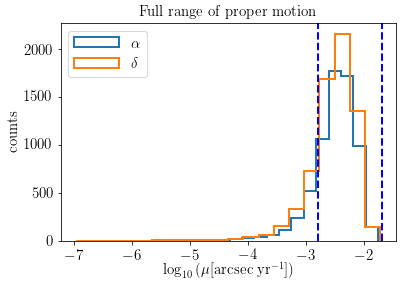 Full range of proper motion
α
δ
counts
2000
1500
1000
500
0
−7 −6 −5 −4 −3 −2
log₁₀(μ[arcsec yr⁻¹])